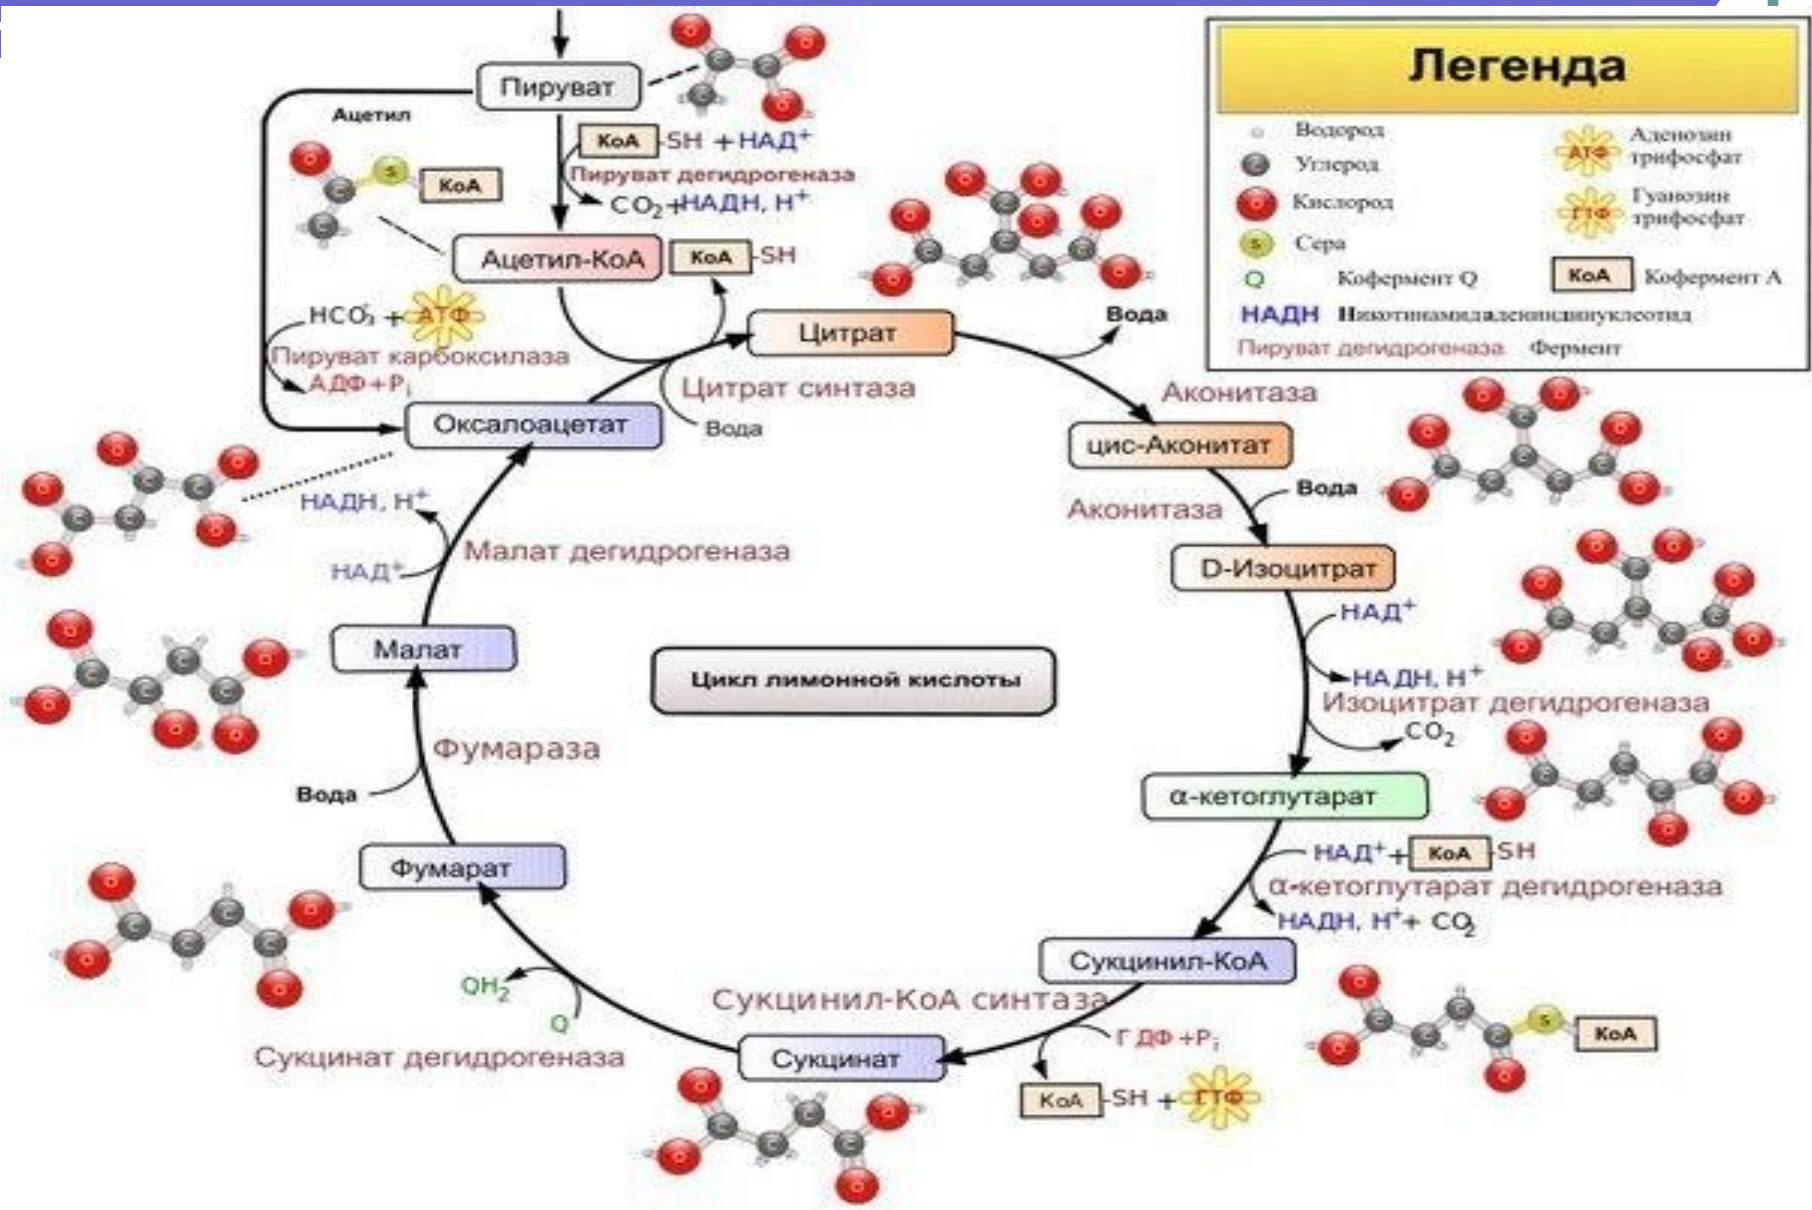 Легенда
Водород
Углерод
Кислород
Сера
Q Кофермент Q
НАДН Никотинамидадениндинуклеотид
Пируват дегидрогеназа Фермент
АТФ Аденозин
трифосфат
ГТФ Гуанозин
трифосфат
КоА Кофермент А
Пируват
Ацетил
S КоА
КоА -SH + НАД⁺
Пируват дегидрогеназа
CO₂+НАДН, H⁺
Ацетил-КоА
КоА -SH
HCO₃⁻ + АТФ
Пируват карбоксилаза
АДФ+Pᵢ
Цитрат
Вода
Цитрат синтаза
Вода
Оксалоацетат
Аконитаза
цис-Аконитат
Аконитаза
Вода
D-Изоцитрат
НАД⁺
НАДН, H⁺
Изоцитрат дегидрогеназа
CO₂
α-кетоглутарат
НАД⁺+ КоА -SH
α-кетоглутарат дегидрогеназа
НАДН, H⁺+ CO₂
Сукцинил-КоА
S КоА
Сукцинил-КоА синтаза
ГДФ+Pᵢ
КоА -SH + ГТФ
Сукцинат
Сукцинат дегидрогеназа
Q
QH₂
Фумарат
Вода
Фумараза
Малат
НАД⁺
НАДН, H⁺
Малат дегидрогеназа
Цикл лимонной кислоты